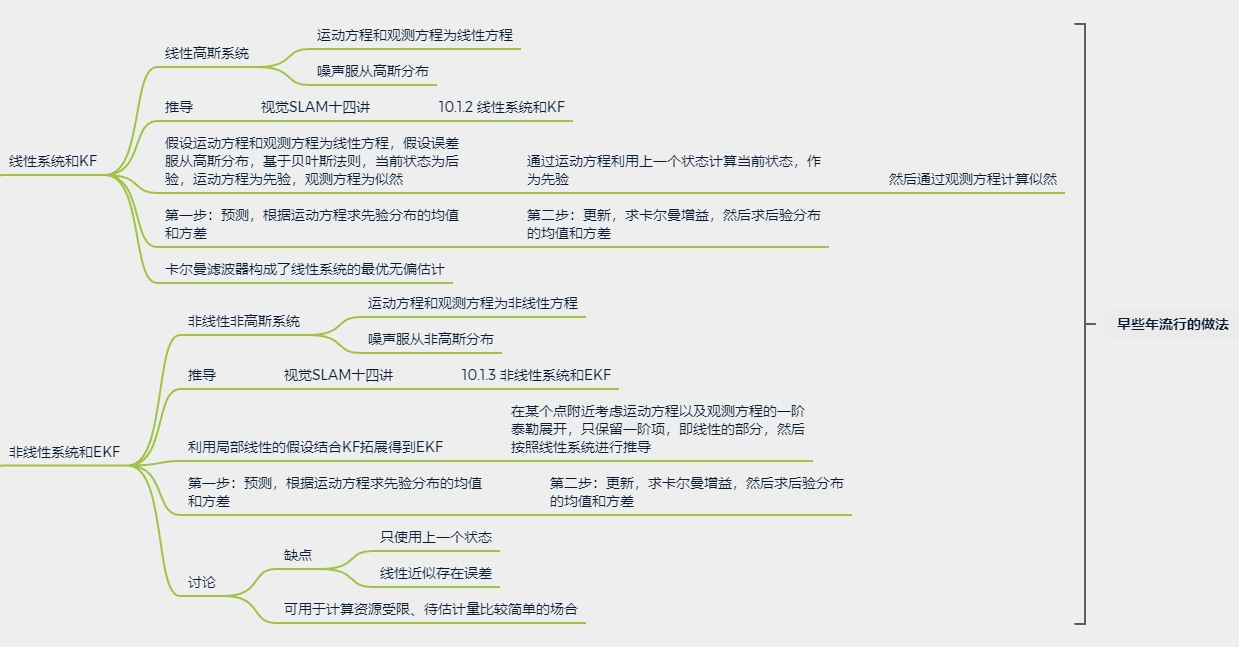 线性系统和KF
线性高斯系统
运动方程和观测方程为线性方程
噪声服从高斯分布
推导
视觉SLAM十四讲
10.1.2 线性系统和KF
假设运动方程和观测方程为线性方程，假设误差
服从高斯分布，基于贝叶斯法则，当前状态为后
验，运动方程为先验，观测方程为似然
通过运动方程利用上一个状态计算当前状态，作
为先验
然后通过观测方程计算似然
第一步：预测，根据运动方程求先验分布的均值
和方差
第二步：更新，求卡尔曼增益，然后求后验分布
的均值和方差
卡尔曼滤波器构成了线性系统的最优无偏估计
非线性系统和EKF
非线性非高斯系统
运动方程和观测方程为非线性方程
噪声服从非高斯分布
推导
视觉SLAM十四讲
10.1.3 非线性系统和EKF
利用局部线性的假设结合KF拓展得到EKF
在某个点附近考虑运动方程以及观测方程的一阶
泰勒展开，只保留一阶项，即线性的部分，然后
按照线性系统进行推导
第一步：预测，根据运动方程求先验分布的均值
和方差
第二步：更新，求卡尔曼增益，然后求后验分布
的均值和方差
讨论
缺点
只使用上一个状态
线性近似存在误差
可用于计算资源受限、待估计量比较简单的场合
早些年流行的做法